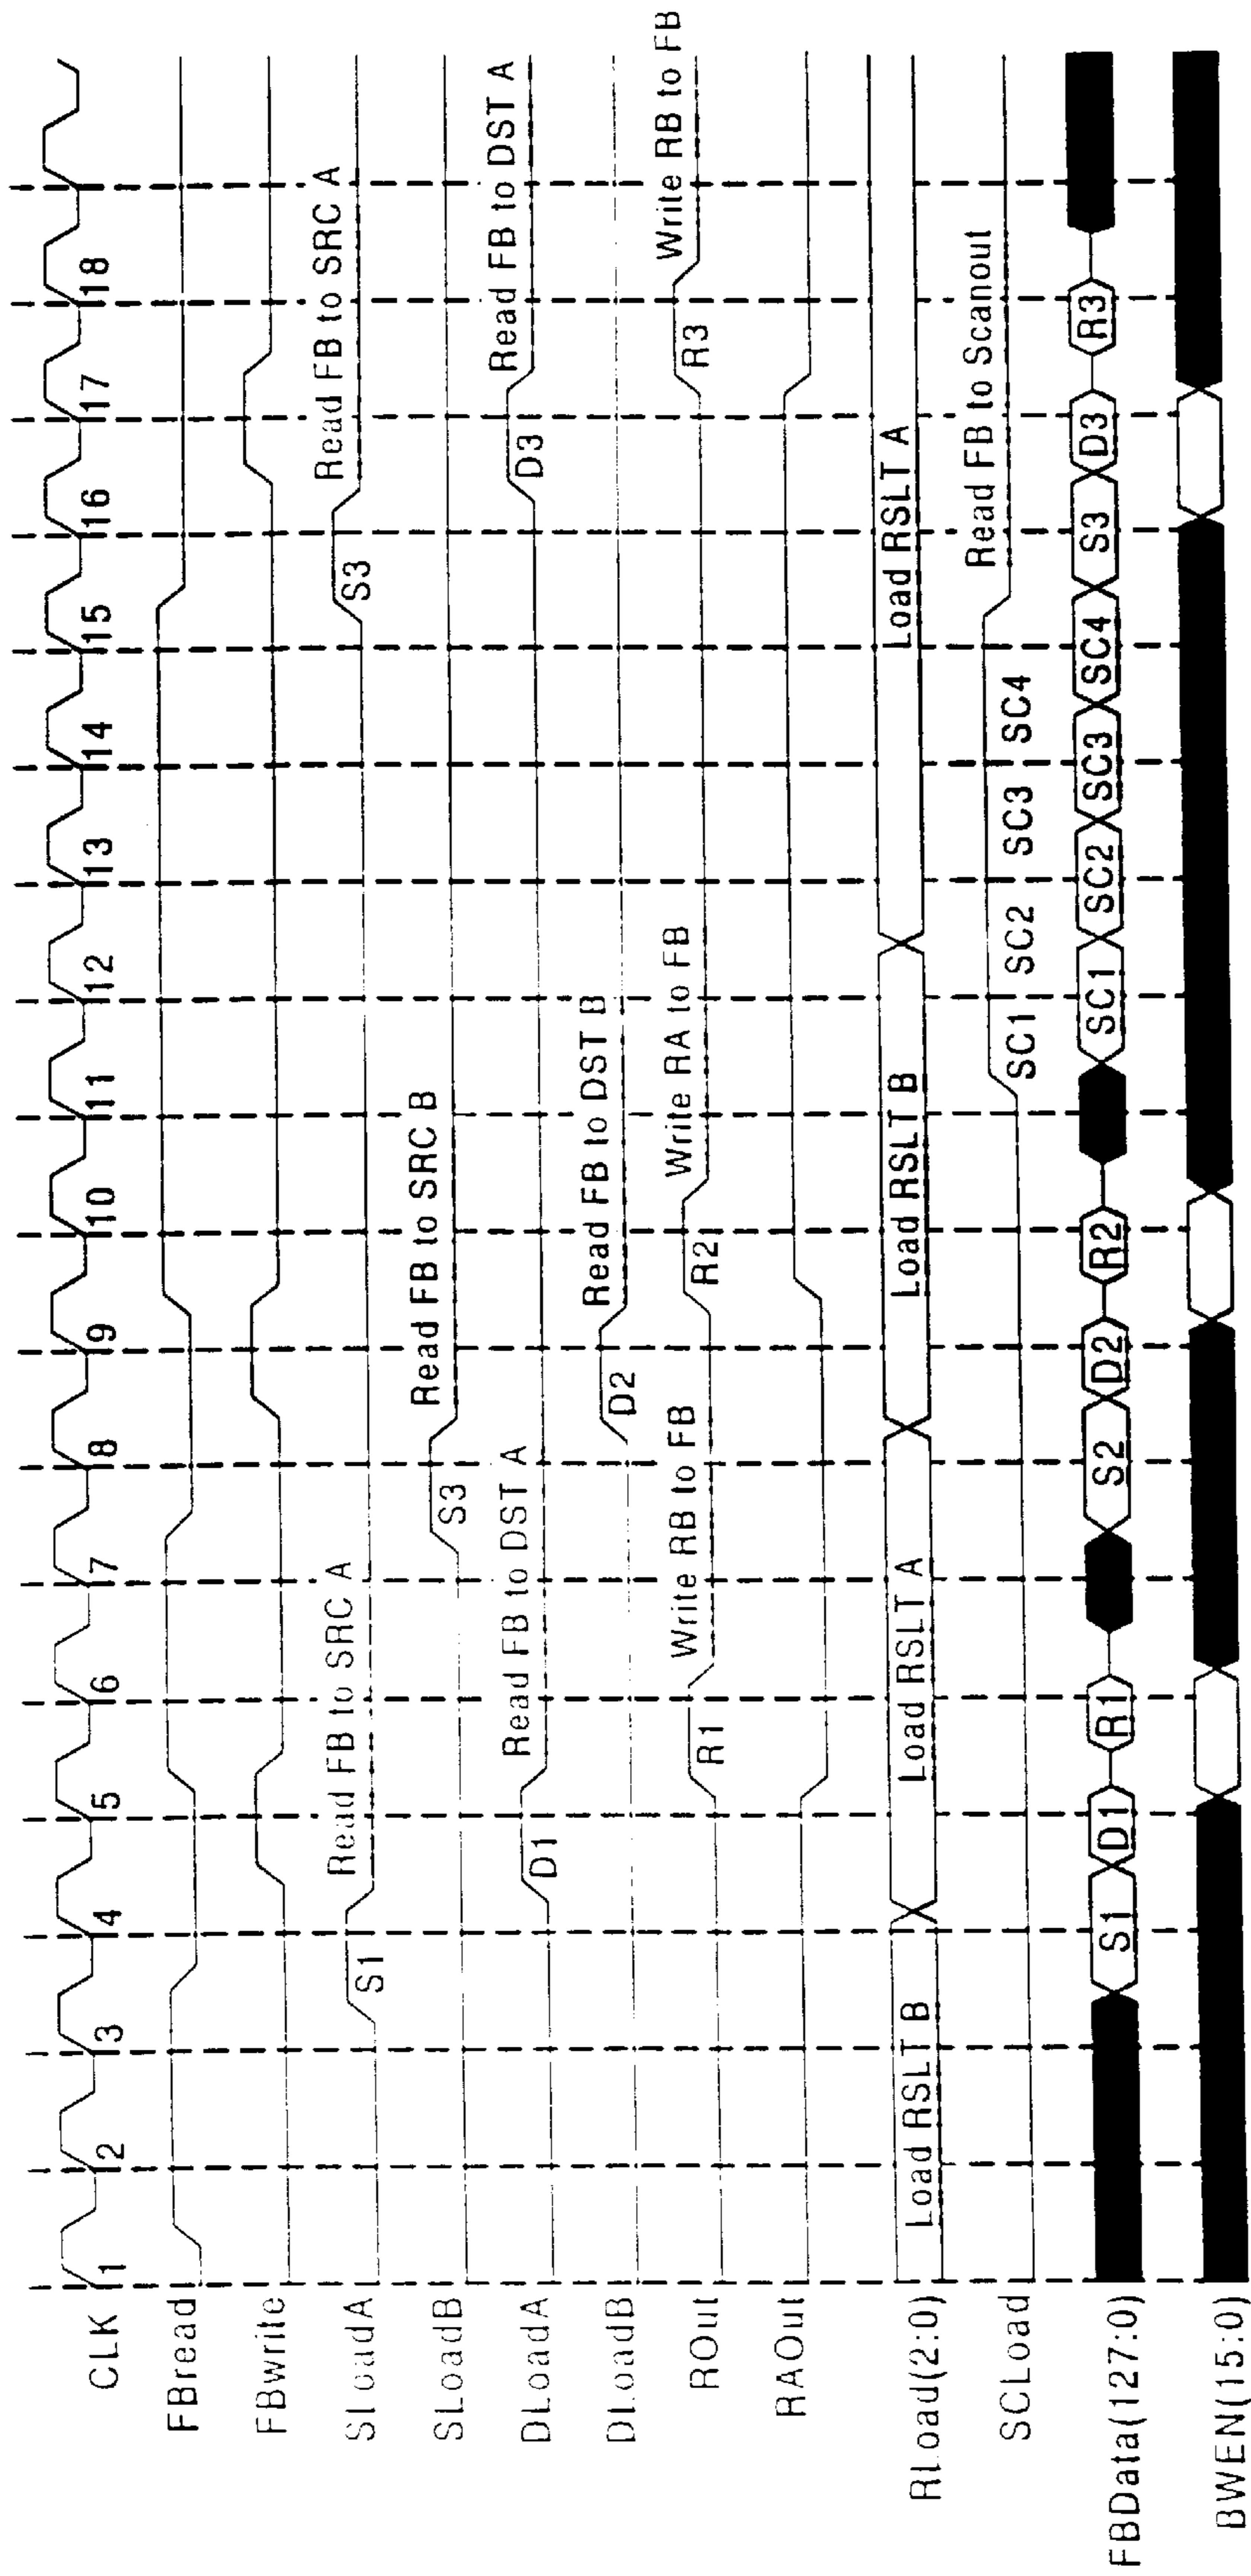 CLK 1 2 3 4 5 6 7 8 9 10 11 12 13 14 15 16 17 18
FBread
FBwrite
SLoadA S1 Read FB to SRC A S3 Read FB to SRC A
SLoadB S3 Read FB to SRC B
DLoadA D1 Read FB to DST A D3 Read FB to DST A
DLoadB D2 Read FB to DST B
ROut R1 Write RB to FB R2 Write RA to FB R3 Write RB to FB
RAOut
RLoad(2:0) Load RSLT B Load RSLT A Load RSLT B Load RSLT A
SCLoad SC1 SC2 SC3 SC4 Read FB to Scanout
FBData(127:0) S1 D1 R1 S2 D2 R2 SC1 SC2 SC3 SC4 S3 D3 R3
BWEN(15:0)